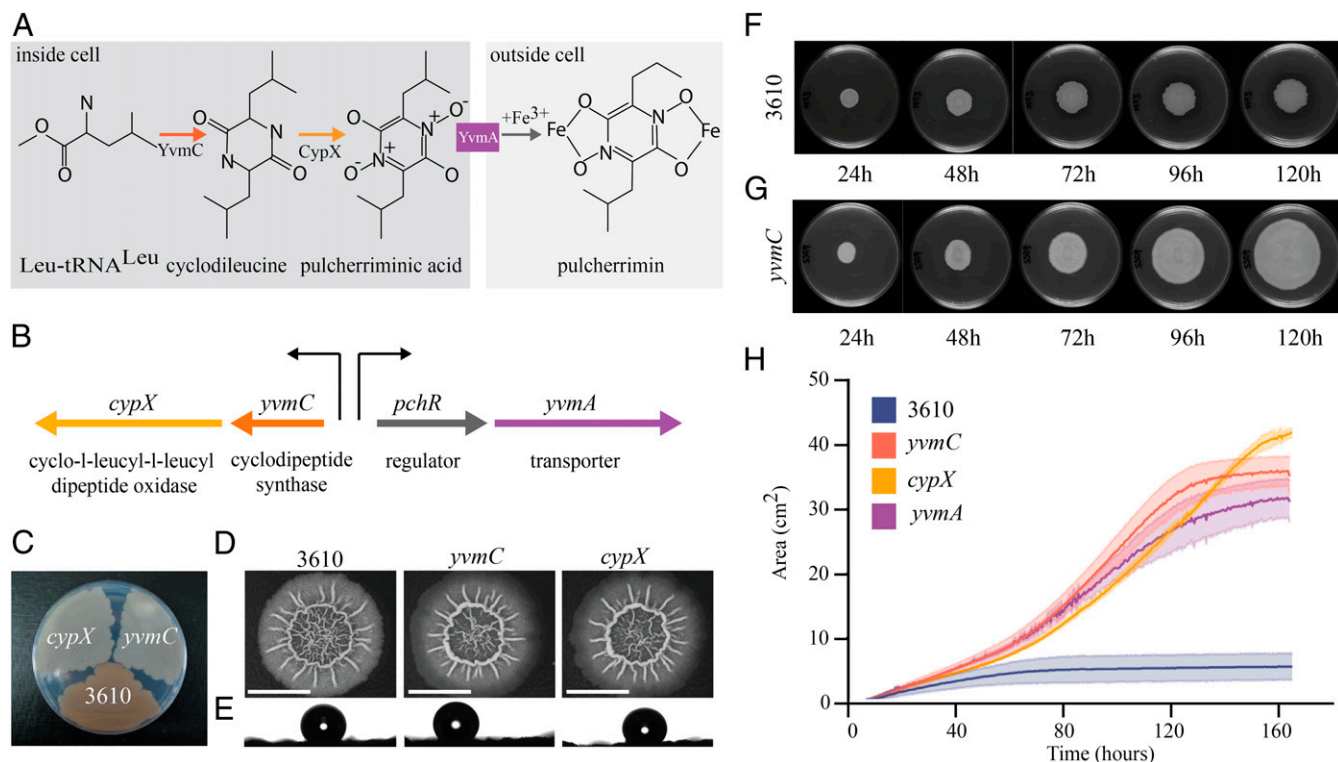 A
inside cell
outside cell
N
O
O
YvmC
O
N
N
O
CypX
O
N
+
O-
O-
N
+
O
YvmA
+Fe3+
O
N
O
Fe
Fe
O
N
O
Leu-tRNALeu
cyclodileucine
pulcherriminic acid
pulcherrimin
B
cypX
yvmC
pchR
yvmA
cyclo-l-leucyl-l-leucyl
dipeptide oxidase
cyclodipeptide
synthase
regulator
transporter
C
cypX
yvmC
3610
D
3610
yvmC
cypX
E
F
3610
24h
48h
72h
96h
120h
G
yvmC
24h
48h
72h
96h
120h
H
3610
yvmC
cypX
yvmA
Area (cm2)
50
40
30
20
10
0
0
40
80
120
160
Time (hours)